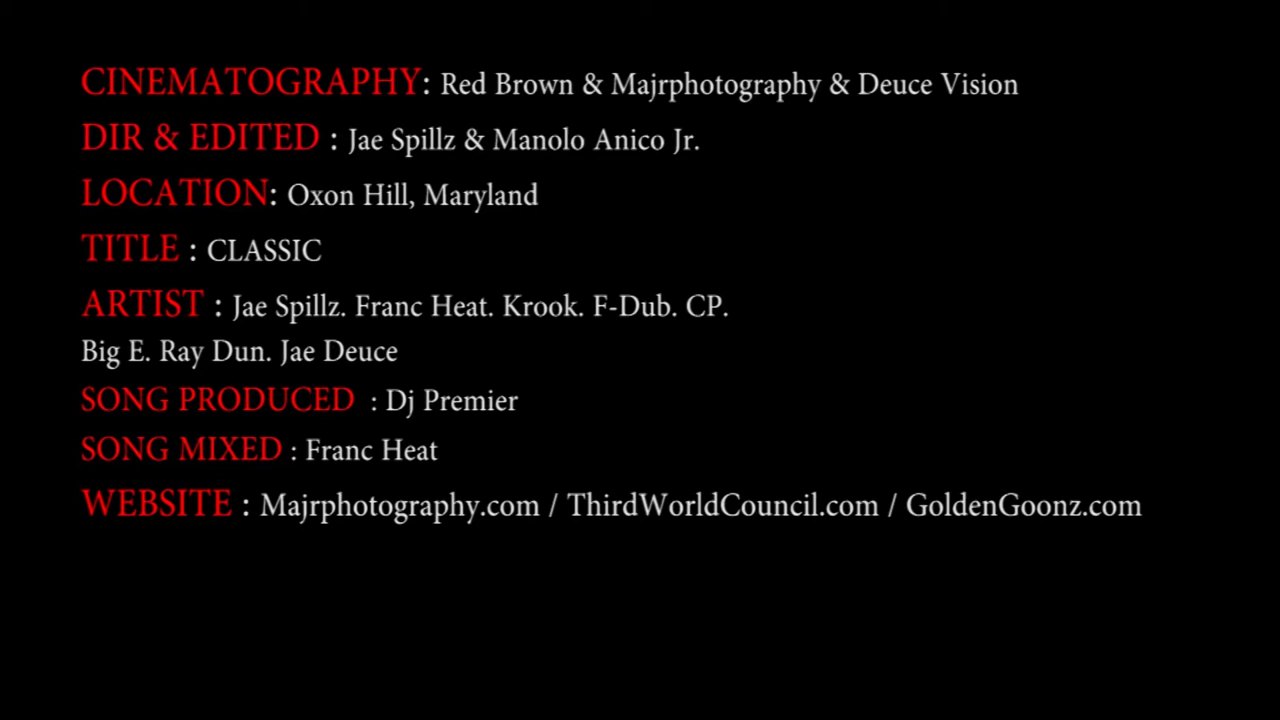 CINEMATOGRAPHY: Red Brown & Majrphotography & Deuce Vision
DIR & EDITED : Jae Spillz & Manolo Anico Jr.
LOCATION: Oxon Hill, Maryland
TITLE : CLASSIC
ARTIST : Jae Spillz. Franc Heat. Krook. F-Dub. CP.
Big E. Ray Dun. Jae Deuce
SONG PRODUCED : Dj Premier
SONG MIXED : Franc Heat
WEBSITE : Majrphotography.com / ThirdWorldCouncil.com / GoldenGoonz.com